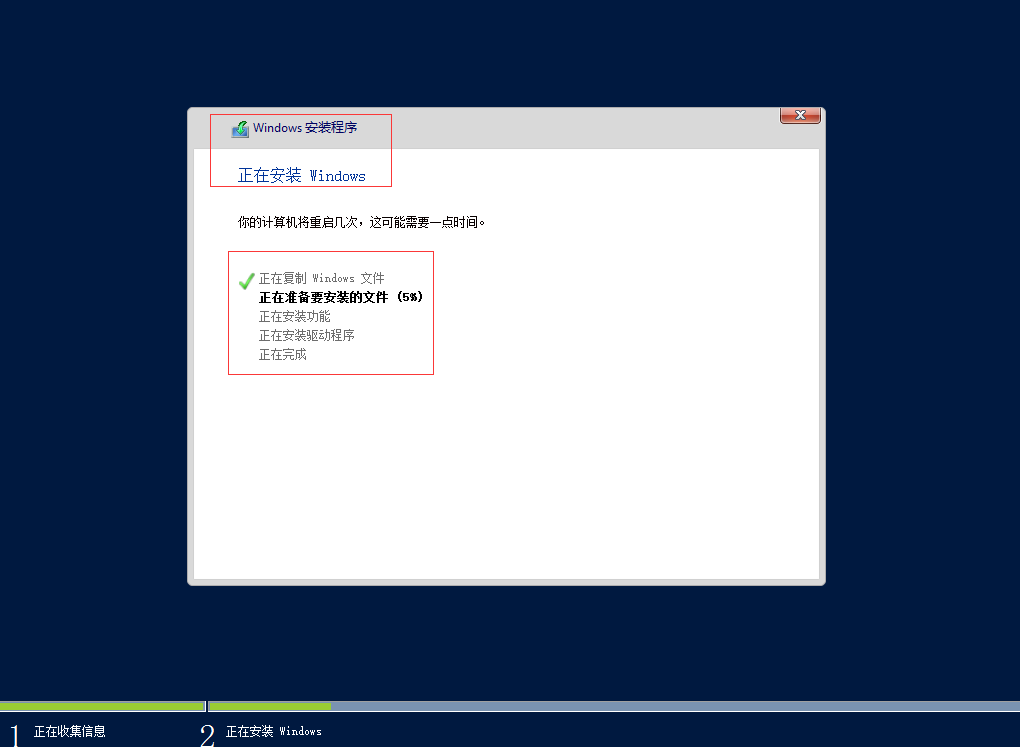 Windows 安装程序
正在安装 Windows
你的计算机将重启几次，这可能需要一点时间。
正在复制 Windows 文件
正在准备要安装的文件 (5%)
正在安装功能
正在安装驱动程序
正在完成
1 正在收集信息
2 正在安装 Windows